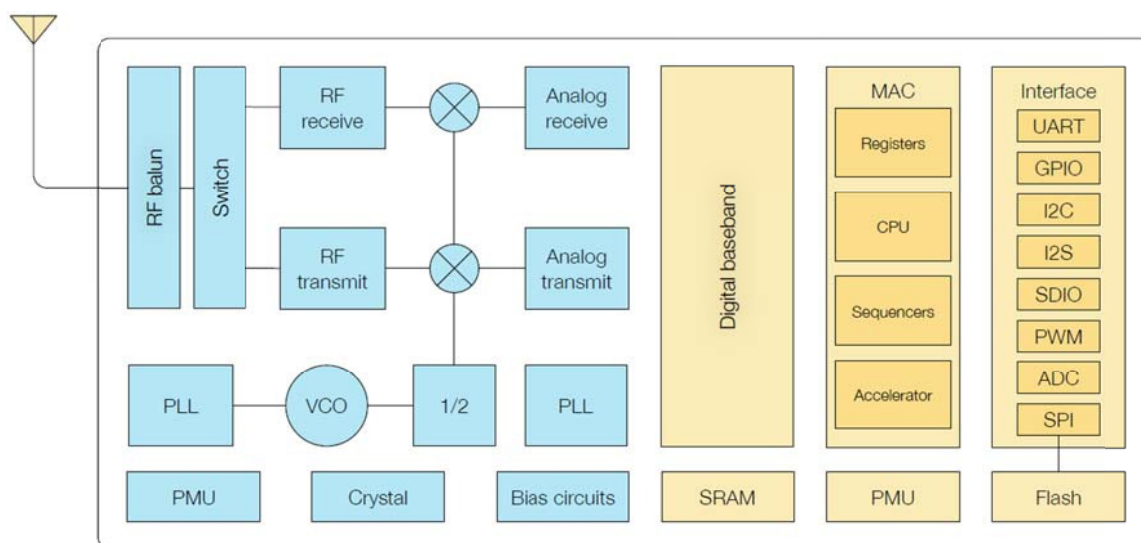 RF balun
Switch
RF
receive
Analog
receive
RF
transmit
Analog
transmit
PLL
VCO
1/2
PLL
PMU
Crystal
Bias circuits
Digital baseband
SRAM
MAC
Registers
CPU
Sequencers
Accelerator
PMU
Interface
UART
GPIO
I2C
I2S
SDIO
PWM
ADC
SPI
Flash